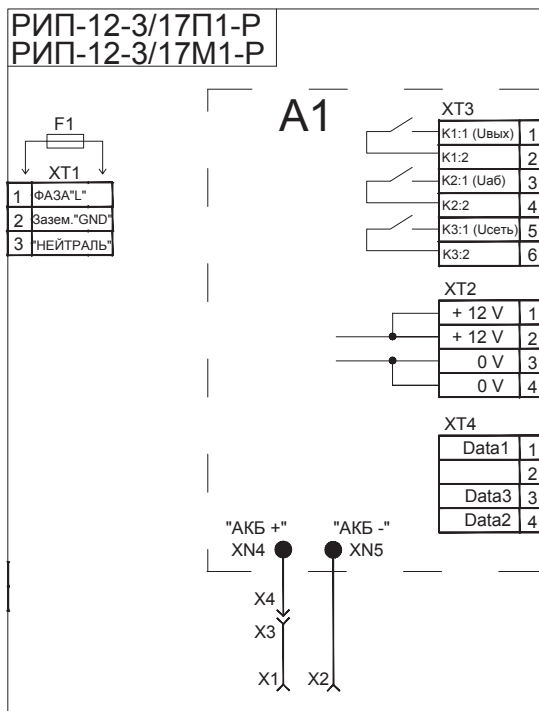 РИП-12-3/17П1-Р
РИП-12-3/17М1-Р
F1
XT1
1 ФАЗА"L"
2 Зазем."GND"
3 "НЕЙТРАЛЬ"
A1
XT3
K1:1 (Uвых) 1
K1:2 2
K2:1 (Uаб) 3
K2:2 4
K3:1 (Uсеть) 5
K3:2 6
XT2
+ 12 V 1
+ 12 V 2
0 V 3
0 V 4
XT4
Data1 1
2
Data3 3
Data2 4
"АКБ +" "АКБ -"
XN4 XN5
X4
X3
X1 X2